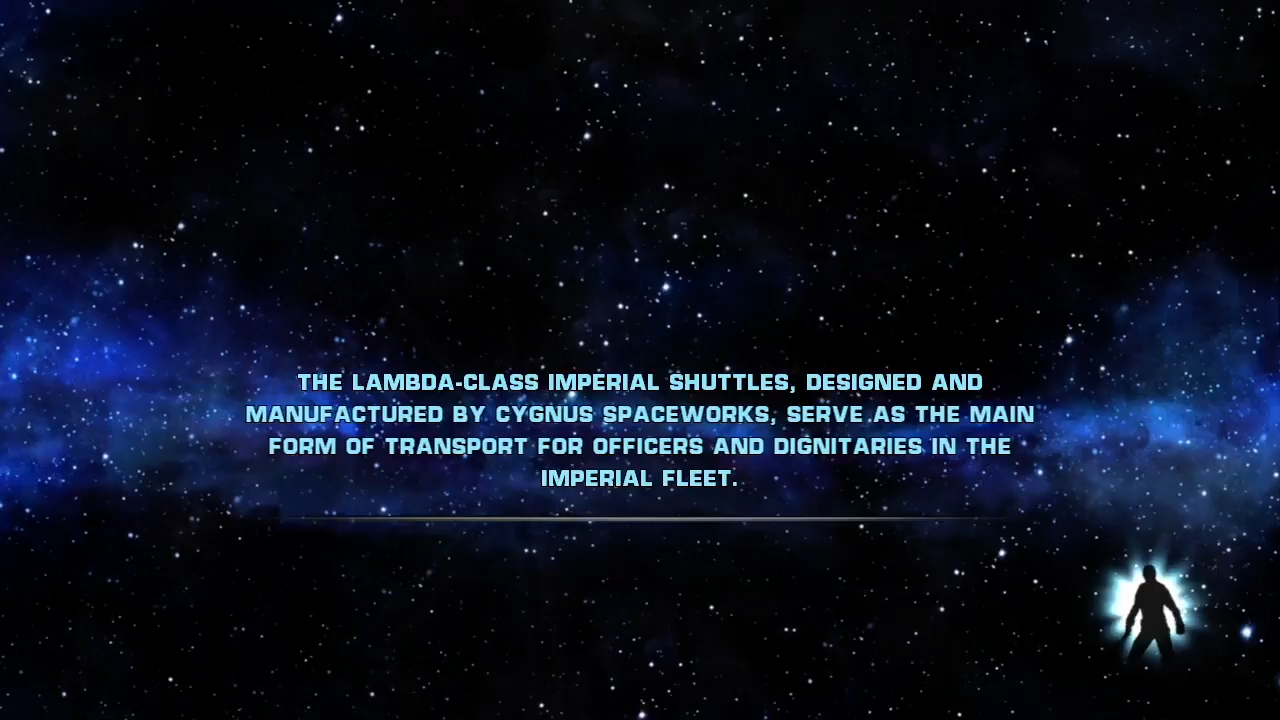 THE LAMBDA-CLASS IMPERIAL SHUTTLES, DESIGNED AND
MANUFACTURED BY CYGNUS SPACEWORKS, SERVE AS THE MAIN
FORM OF TRANSPORT FOR OFFICERS AND DIGNITARIES IN THE
IMPERIAL FLEET.